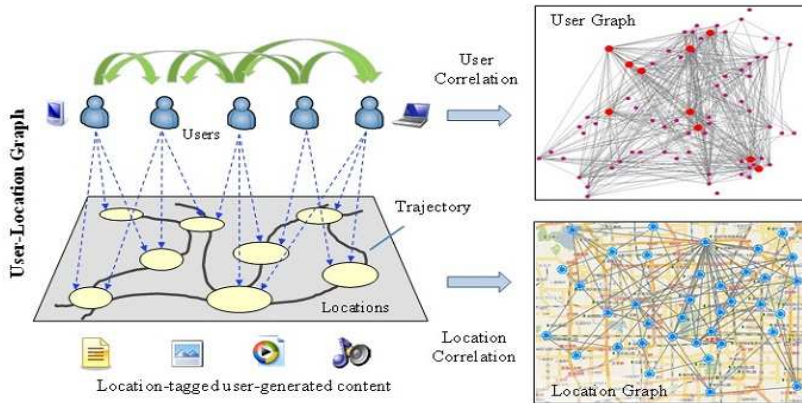 User-Location Graph
Users
Trajectory
Locations
Location-tagged user-generated content
User
Correlation
Location
Correlation
User Graph
Location Graph